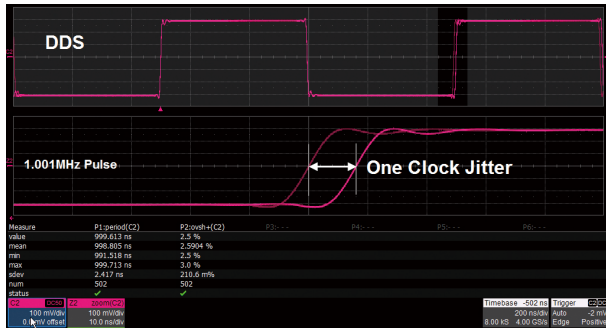 DDS
C2
1.001MHz Pulse
One Clock Jitter
Z2
Measure P1:period(C2) P2:ovsh+(C2) P3:- - - P4:- - - P5:- - - P6:- - -
value 999.613 ns 2.5 %
mean 998.805 ns 2.5904 %
min 991.518 ns 2.5 %
max 999.713 ns 3.0 %
sdev 2.417 ns 210.6 m%
num 502 502
status ✓ ✓
C2 DC50 Z2 zoom(C2) Timebase -502 ns Trigger C2 DC
100 mV/div 100 mV/div 200 ns/div Auto -2 mV
0.0 mV offset 10.0 ns/div 8.00 kS 4.00 GS/s Edge Positive